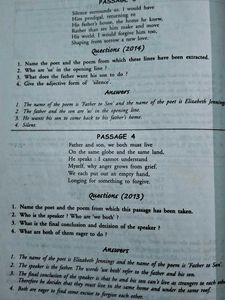 Silence surrounds us. I would have
Him prodigal, returning to
His father's house, the home he knew,
Rather than see him make and move
His world. I would forgive him too,
Shaping from sorrow a new love.
Questions (2014)
1. Name the poet and the poem from which these lines have been extracted.
2. Who are 'us' in the opening line ?
3. What does the father want his son to do ?
4. Give the adjective form of 'silence'.
Answers
1. The name of the poem is 'Father to Son' and the name of the poet is Elizabeth Jennings
2. The father and the son are 'us' in the opening line.
3. He wants his son to come back to his father's home.
4. Silent.
PASSAGE 4
Father and son, we both must live
On the same globe and the same land,
He speaks : I cannot understand
Myself, why anger grows from grief.
We each put out an empty hand,
Longing for something to forgive.
Questions (2013)
1. Name the poet and the poem from which this passage has been taken.
2. Who is the speaker ? Who are 'we both' ?
3. What is the final conclusion and decision of the speaker ?
4. What are both of them eager to do ?
Answers
1. The name of the poet is Elizabeth Jennings and the name of the poem is 'Father to Son'.
2. The speaker is the father. The words 'we both' refer to the father and his son.
3. The final conclusion of the speaker is that he and his son can't live as strangers to each other
Therefore he decides that they must live to the same home and under the same roof.
4. Both are eager to find some excuse to forgive each other.